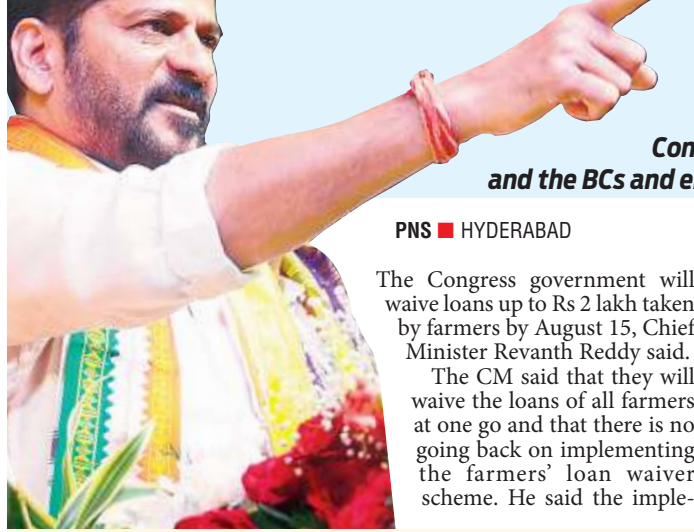 Con
and the BCs and e
PNS ■ HYDERABAD
The Congress government will
waive loans up to Rs 2 lakh taken
by farmers by August 15, Chief
Minister Revanth Reddy said.
The CM said that they will
waive the loans of all farmers
at one go and that there is no
going back on implementing
the farmers’ loan waiver
scheme. He said the imple-